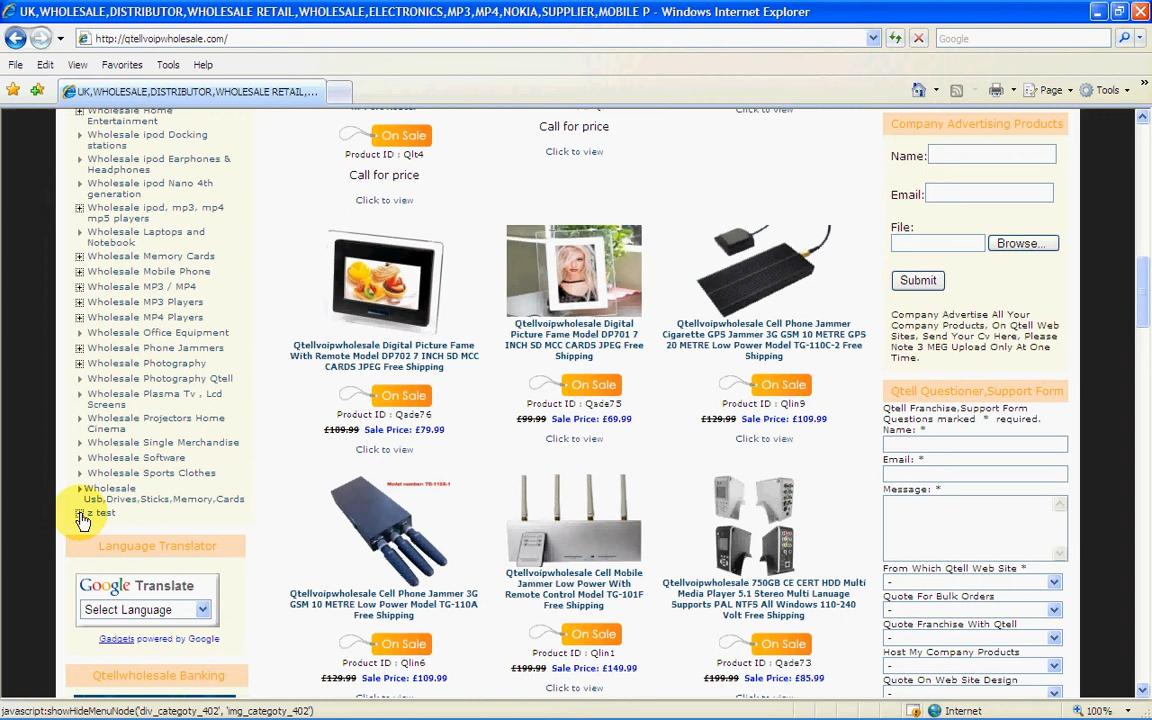 UK,WHOLESALE,DISTRIBUTOR,WHOLESALE RETAIL,WHOLESALE,ELECTRONICS,MP3,MP4,NOKIA,SUPPLIER,MOBILE P - Windows Internet Explorer
http://qtellvoipwholesale.com/
Google
File Edit View Favorites Tools Help
UK,WHOLESALE,DISTRIBUTOR,WHOLESALE RETAIL,...
Page Tools
Wholesale Home
Entertainment
Wholesale ipod Docking
stations
Wholesale ipod Earphones &
Headphones
Wholesale ipod Nano 4th
generation
Wholesale ipod, mp3, mp4
mp5 players
Wholesale Laptops and
Notebook
Wholesale Memory Cards
Wholesale Mobile Phone
Wholesale MP3 / MP4
Wholesale MP3 Players
Wholesale MP4 Players
Wholesale Office Equipment
Wholesale Phone Jammers
Wholesale Photography
Wholesale Photography Qtell
Wholesale Plasma Tv , Lcd
Screens
Wholesale Projectors Home
Cinema
Wholesale Single Merchandise
Wholesale Software
Wholesale Sports Clothes
Wholesale
Usb,Drives,Sticks,Memory,Cards
z test
Language Translator
Google Translate
Select Language
Gadgets powered by Google
Qtellwholesale Banking
On Sale
Product ID : Qlt4
Call for price
Click to view
Call for price
Click to view
Qtellvoipwholesale Digital Picture Fame
With Remote Model DP702 7 INCH SD MCC
CARDS JPEG Free Shipping
On Sale
Product ID : Qade76
£189.99 Sale Price: £79.99
Click to view
Qtellvoipwholesale Digital
Picture Fame Model DP701 7
INCH SD MCC CARDS JPEG Free
Shipping
On Sale
Product ID : Qade75
£99.99 Sale Price: £69.99
Click to view
Qtellvoipwholesale Cell Phone Jammer
Cigarette GPS Jammer 3G GSM 10 METRE GPS
20 METRE Low Power Model TG-110C-2 Free
Shipping
On Sale
Product ID : Qlin9
£129.99 Sale Price: £109.99
Click to view
Model number: TG-110A-1
Qtellvoipwholesale Cell Phone Jammer 3G
GSM 10 METRE Low Power Model TG-110A
Free Shipping
On Sale
Product ID : Qlin6
£129.99 Sale Price: £109.99
Qtellvoipwholesale Cell Mobile
Jammer Low Power With
Remote Control Model TG-101F
Free Shipping
On Sale
Product ID : Qlin1
£199.99 Sale Price: £149.99
Click to view
Qtellvoipwholesale 750GB CE CERT HDD Multi
Media Player 5.1 Stereo Multi Lanuage
Supports PAL NTFS All Windows 110-240
Volt Free Shipping
On Sale
Product ID : Qade73
£199.99 Sale Price: £85.99
Company Advertising Products
Name:
Email:
File:
Browse...
Submit
Company Advertise All Your
Company Products, On Qtell Web
Sites, Send Your Cv Here, Please
Note 3 MEG Upload Only At One
Time.
Qtell Questioner,Support Form
Qtell Franchise,Support Form
Questions marked * required.
Name: *
Email: *
Message: *
From Which Qtell Web Site *
-
Quote For Bulk Orders
-
Quote Franchise With Qtell
-
Host My Company Products
-
Quote On Web Site Design
-
javascript:showHideMenuNode('div_categoty_402', 'img_categoty_402')
Internet
100%